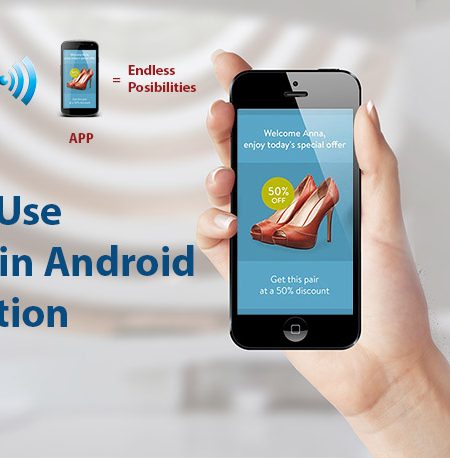 = Endless
Posibilities
APP
Use
in Android
tion
Welcome Anna,
enjoy today's special offer
50%
OFF
Get this pair
at a 50% discount